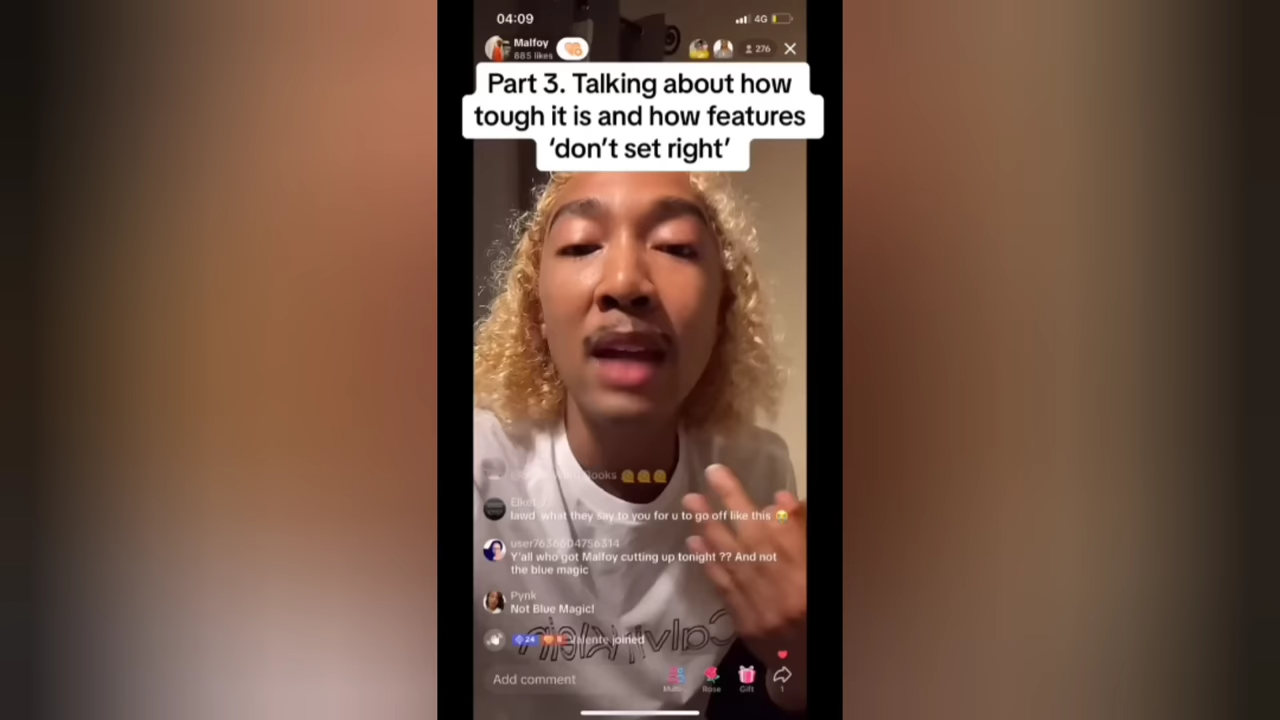 04:09
4G
Malfoy
885 likes
276
Part 3. Talking about how
tough it is and how features
‘don’t set right’
lawd what they say to you for u to go off like this
user7636604756314
Y'all who got Malfoy cutting up tonight ?? And not
the blue magic
Pynk
Not Blue Magic!
24
joined
Calvin Klein
Add comment
Rose
Gift
1